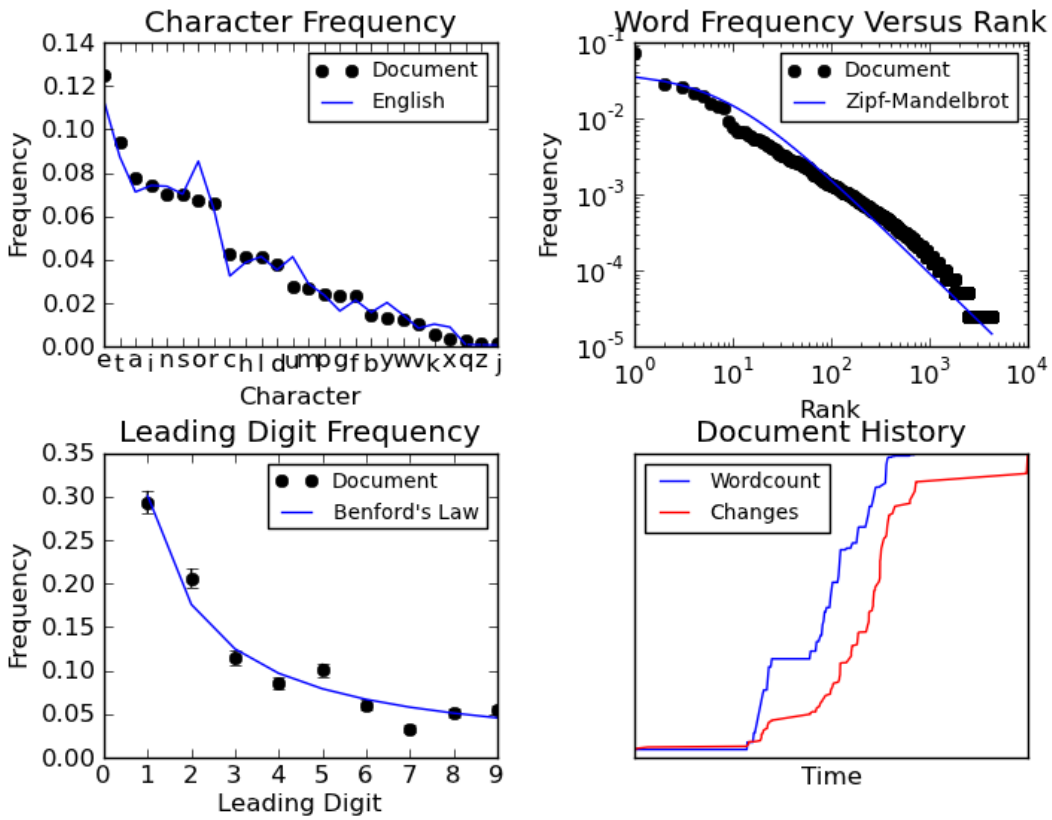 Character Frequency
0.14
0.12
0.10
0.08
0.06
0.04
0.02
0.00
Frequency
Document
English
e t a i n s o r c h l d u m p g f b y w v k x q z j
Character
Word Frequency Versus Rank
10^-1
10^-2
10^-3
10^-4
10^-5
Frequency
Document
Zipf-Mandelbrot
10^0 10^1 10^2 10^3 10^4
Rank
Leading Digit Frequency
0.35
0.30
0.25
0.20
0.15
0.10
0.05
0.00
Frequency
Document
Benford's Law
0 1 2 3 4 5 6 7 8 9
Leading Digit
Document History
Wordcount
Changes
Time